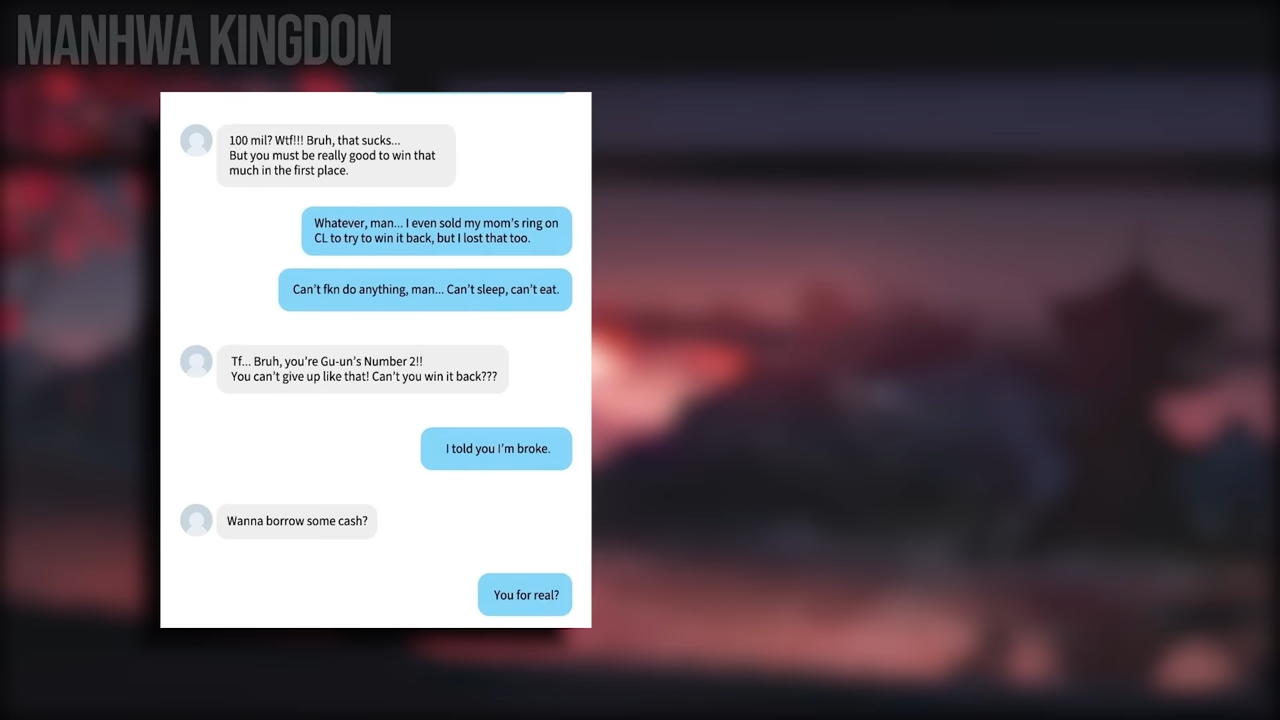 MANHWA KINGDOM
100 mil? Wtf!!! Bruh, that sucks...
But you must be really good to win that
much in the first place.
Whatever, man... I even sold my mom's ring on
CL to try to win it back, but I lost that too.
Can't fkn do anything, man... Can't sleep, can't eat.
Tf... Bruh, you're Gu-un's Number 2!!
You can't give up like that! Can't you win it back???
I told you I'm broke.
Wanna borrow some cash?
You for real?